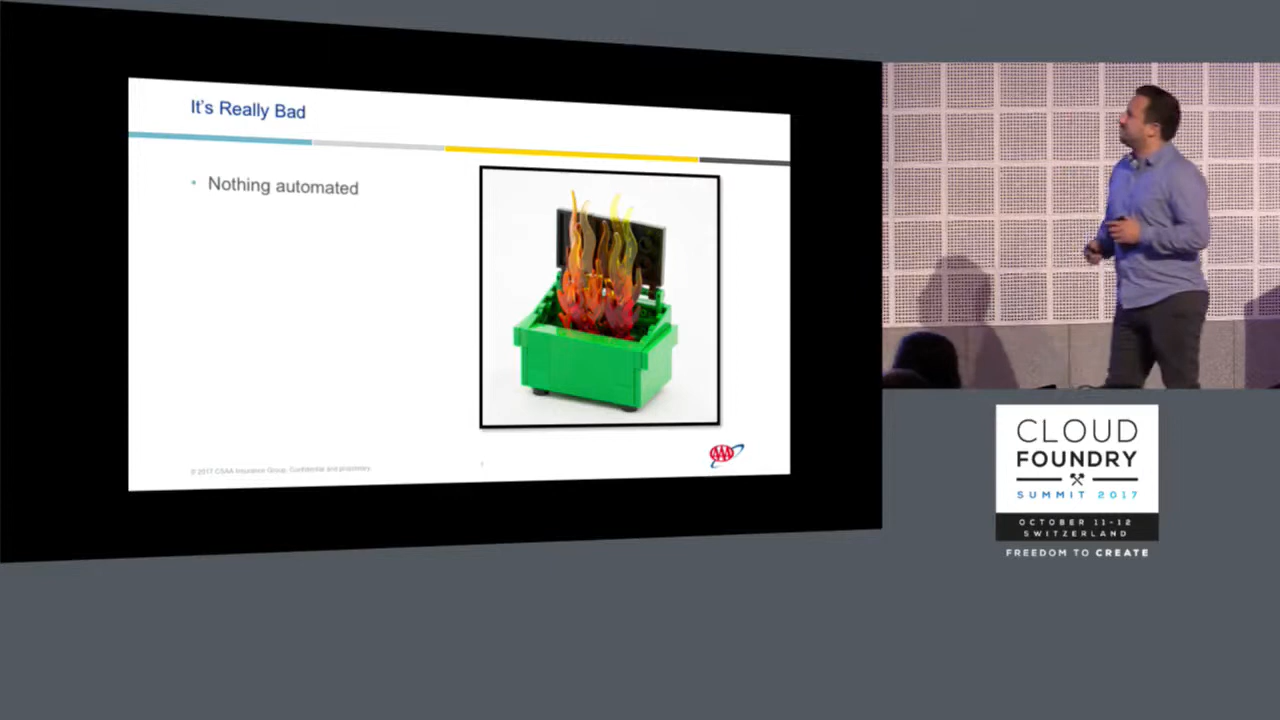 It's Really Bad
• Nothing automated
© 2017 CSAA Insurance Group. Confidential and proprietary.
AAA
CLOUD
FOUNDRY
SUMMIT 2017
OCTOBER 11-12
SWITZERLAND
FREEDOM TO CREATE